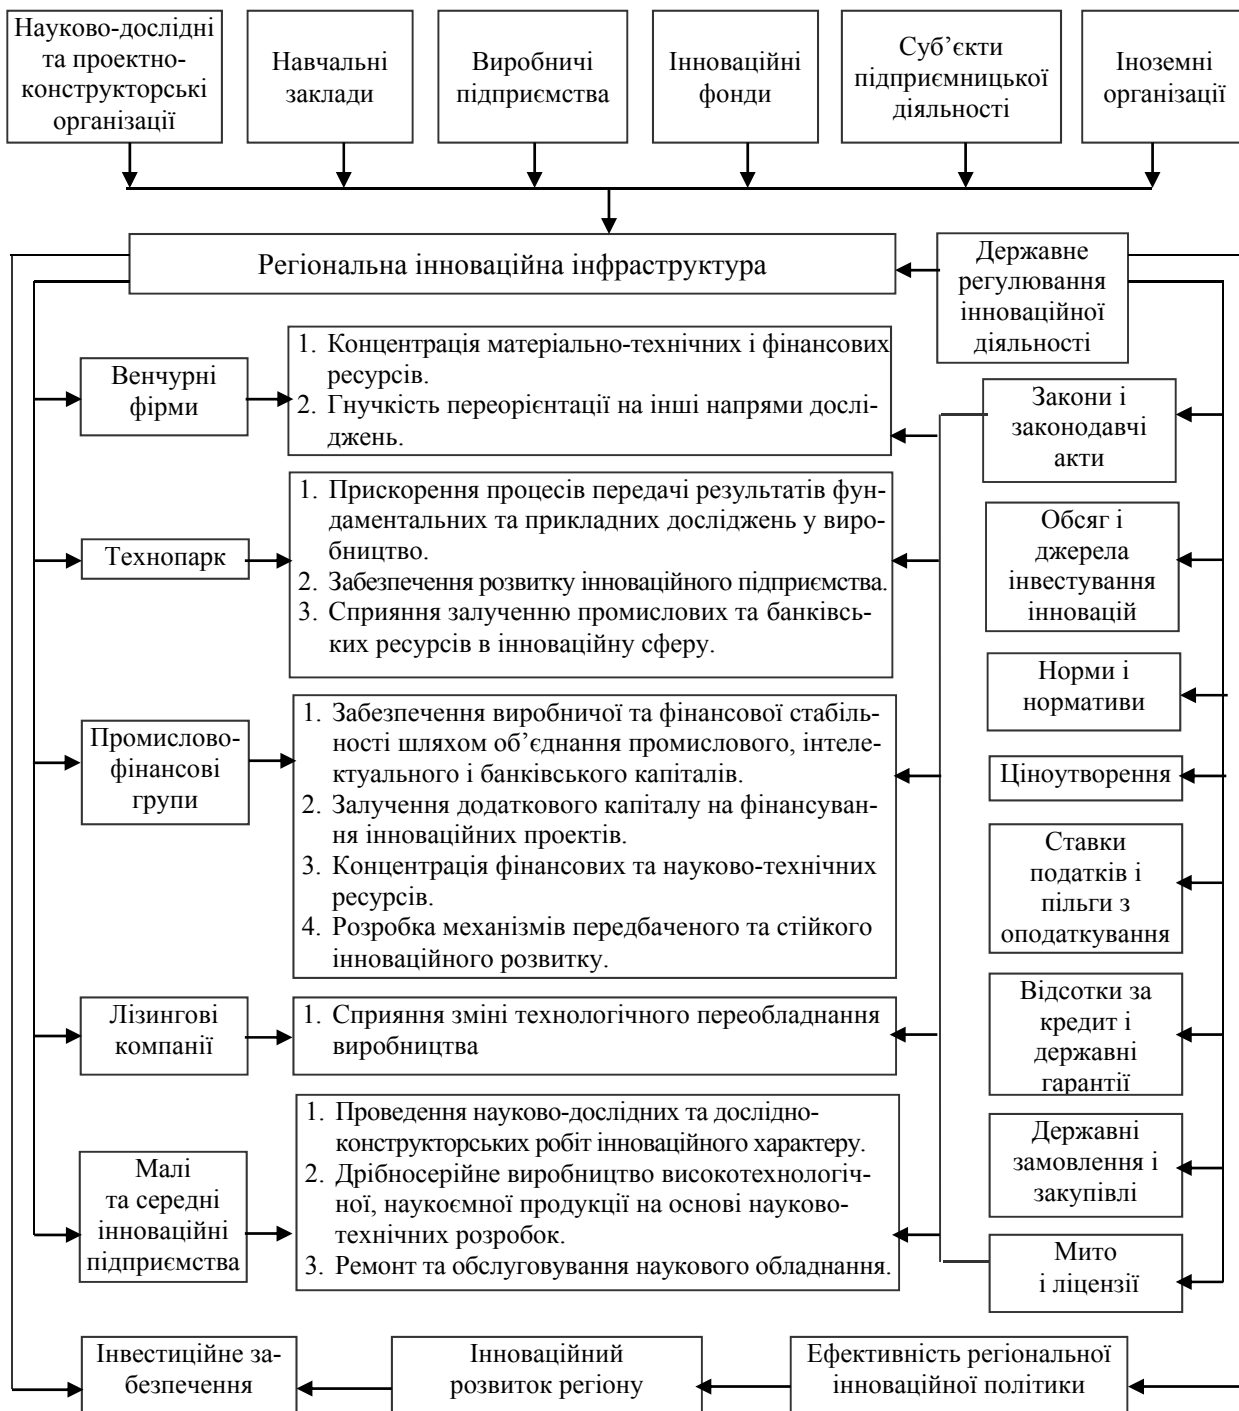 Науково-дослідні
та проектно-
конструкторські
організації
Навчальні
заклади
Виробничі
підприємства
Інноваційні
фонди
Суб’єкти
підприємницької
діяльності
Іноземні
організації
Регіональна інноваційна інфраструктура
Державне
регулювання
інноваційної
діяльності
Венчурні
фірми
1. Концентрація матеріально-технічних і фінансових
ресурсів.
2. Гнучкість переорієнтації на інші напрями дослі-
джень.
Закони і
законодавчі
акти
Технопарк
1. Прискорення процесів передачі результатів фун-
даментальних та прикладних досліджень у виро-
бництво.
2. Забезпечення розвитку інноваційного підприємства.
3. Сприяння залученню промислових та банківсь-
ких ресурсів в інноваційну сферу.
Обсяг і
джерела
інвестування
інновацій
Норми і
нормативи
Промислово-
фінансові
групи
1. Забезпечення виробничої та фінансової стабіль-
ності шляхом об’єднання промислового, інтеле-
ктуального і банківського капіталів.
2. Залучення додаткового капіталу на фінансуван-
ня інноваційних проектів.
3. Концентрація фінансових та науково-технічних
ресурсів.
4. Розробка механізмів передбаченого та стійкого
інноваційного розвитку.
Ціноутворення
Ставки
податків і
пільги з
оподаткування
Лізингові
компанії
1. Сприяння зміні технологічного переобладнання
виробництва
Відсотки за
кредит і
державні
гарантії
Малі
та середні
інноваційні
підприємства
1. Проведення науково-дослідних та дослідно-
конструкторських робіт інноваційного характеру.
2. Дрібносерійне виробництво високотехнологіч-
ної, наукоємної продукції на основі науково-
технічних розробок.
3. Ремонт та обслуговування наукового обладнання.
Державні
замовлення і
закупівлі
Мито
і ліцензії
Інвестиційне за-
безпечення
Інноваційний
розвиток регіону
Ефективність регіональної
інноваційної політики